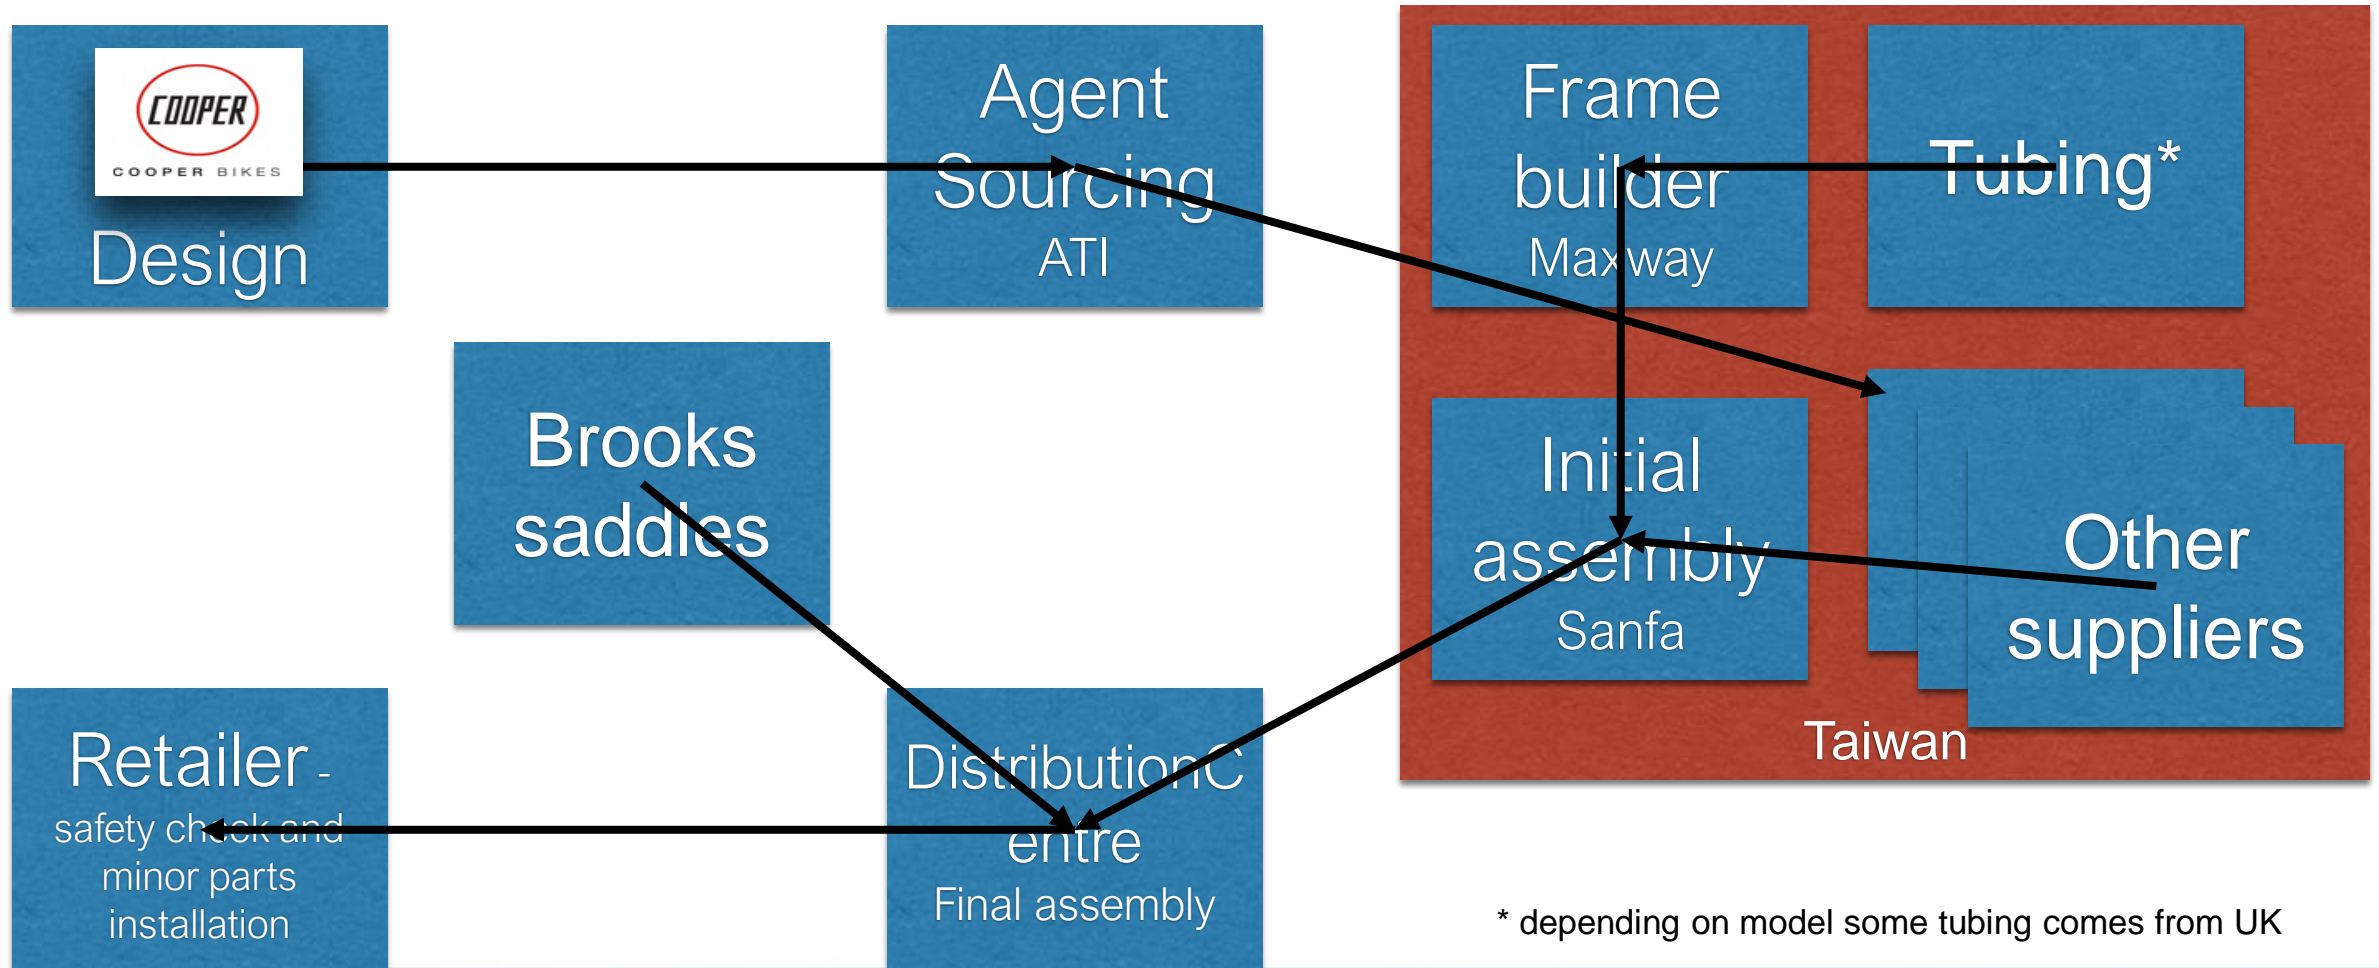 COOPER
COOPER BIKES
Design
Agent
Sourcing
ATI
Frame
builder
Maxway
Tubing*
Brooks
saddles
Initial
assembly
Sanfa
Other
suppliers
Taiwan
Retailer -
safety check and
minor parts
installation
DistributionC
entre
Final assembly
* depending on model some tubing comes from UK